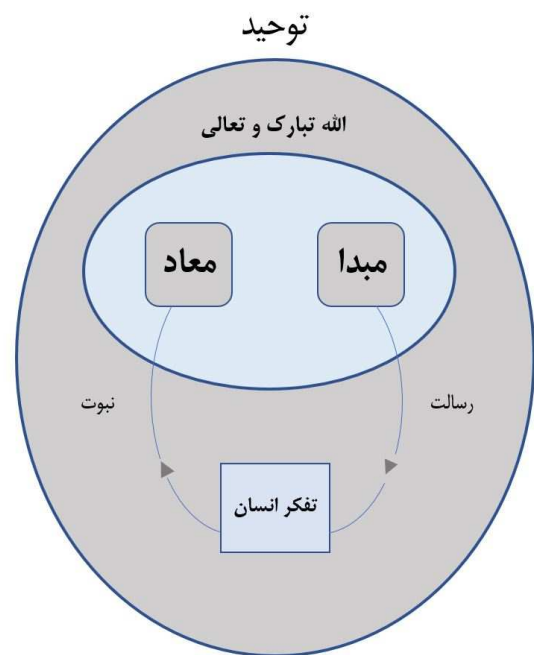 توحید
الله تبارک و تعالی
مبدا
معاد
رسالت
نبوت
تفکر انسان